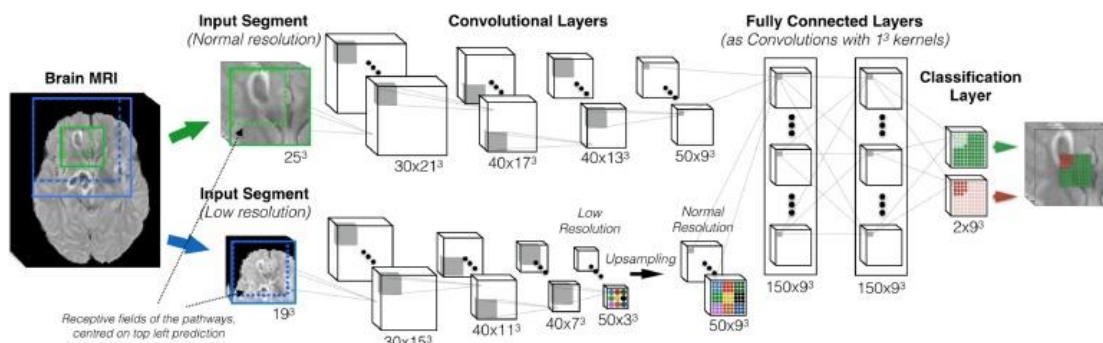 Input Segment
(Normal resolution)
Convolutional Layers
Fully Connected Layers
(as Convolutions with 1³ kernels)
Brain MRI
Classification
Layer
25³
30x21³
40x17³
40x13³
50x9³
Input Segment
(Low resolution)
Low
Resolution
Normal
Resolution
Upsampling
2x9³
150x9³
150x9³
Receptive fields of the pathways,
centred on top left prediction
19³
30x15³
40x11³
40x7³
50x3³
50x9³